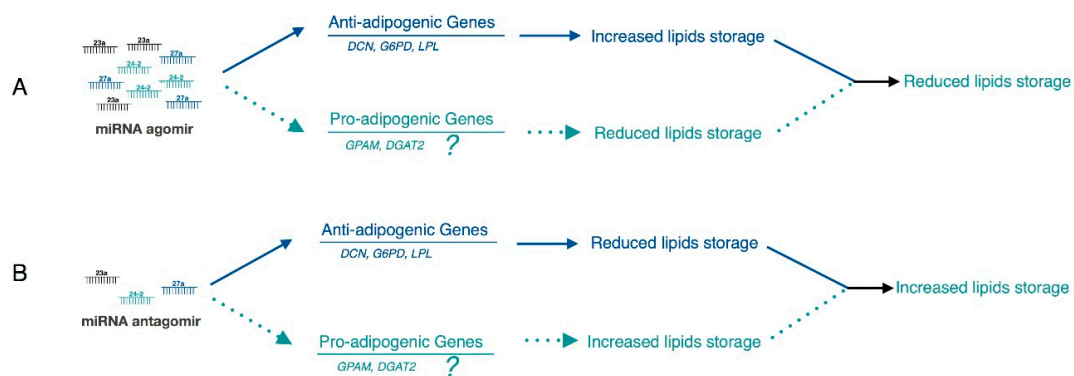 A
23a
23a
27a
24-2
27a
24-2
24-2
23a
27a
miRNA agomir
Anti-adipogenic Genes
DCN, G6PD, LPL
Increased lipids storage
Pro-adipogenic Genes
GPAM, DGAT2 ?
Reduced lipids storage
Reduced lipids storage
B
23a
27a
24-2
miRNA antagomir
Anti-adipogenic Genes
DCN, G6PD, LPL
Reduced lipids storage
Pro-adipogenic Genes
GPAM, DGAT2 ?
Increased lipids storage
Increased lipids storage